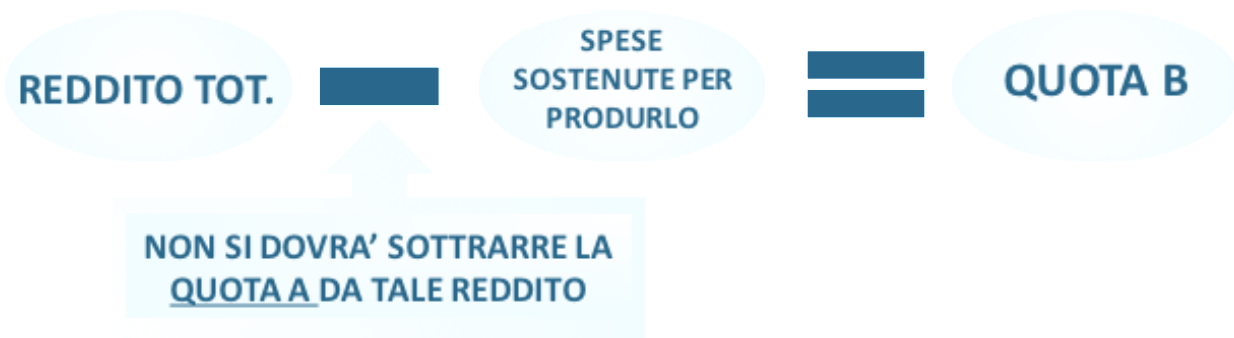 REDDITO TOT.
SPESE
SOSTENUTE PER
PRODURLO
QUOTA B
NON SI DOVRA’ SOTTRARRE LA
QUOTA A DA TALE REDDITO